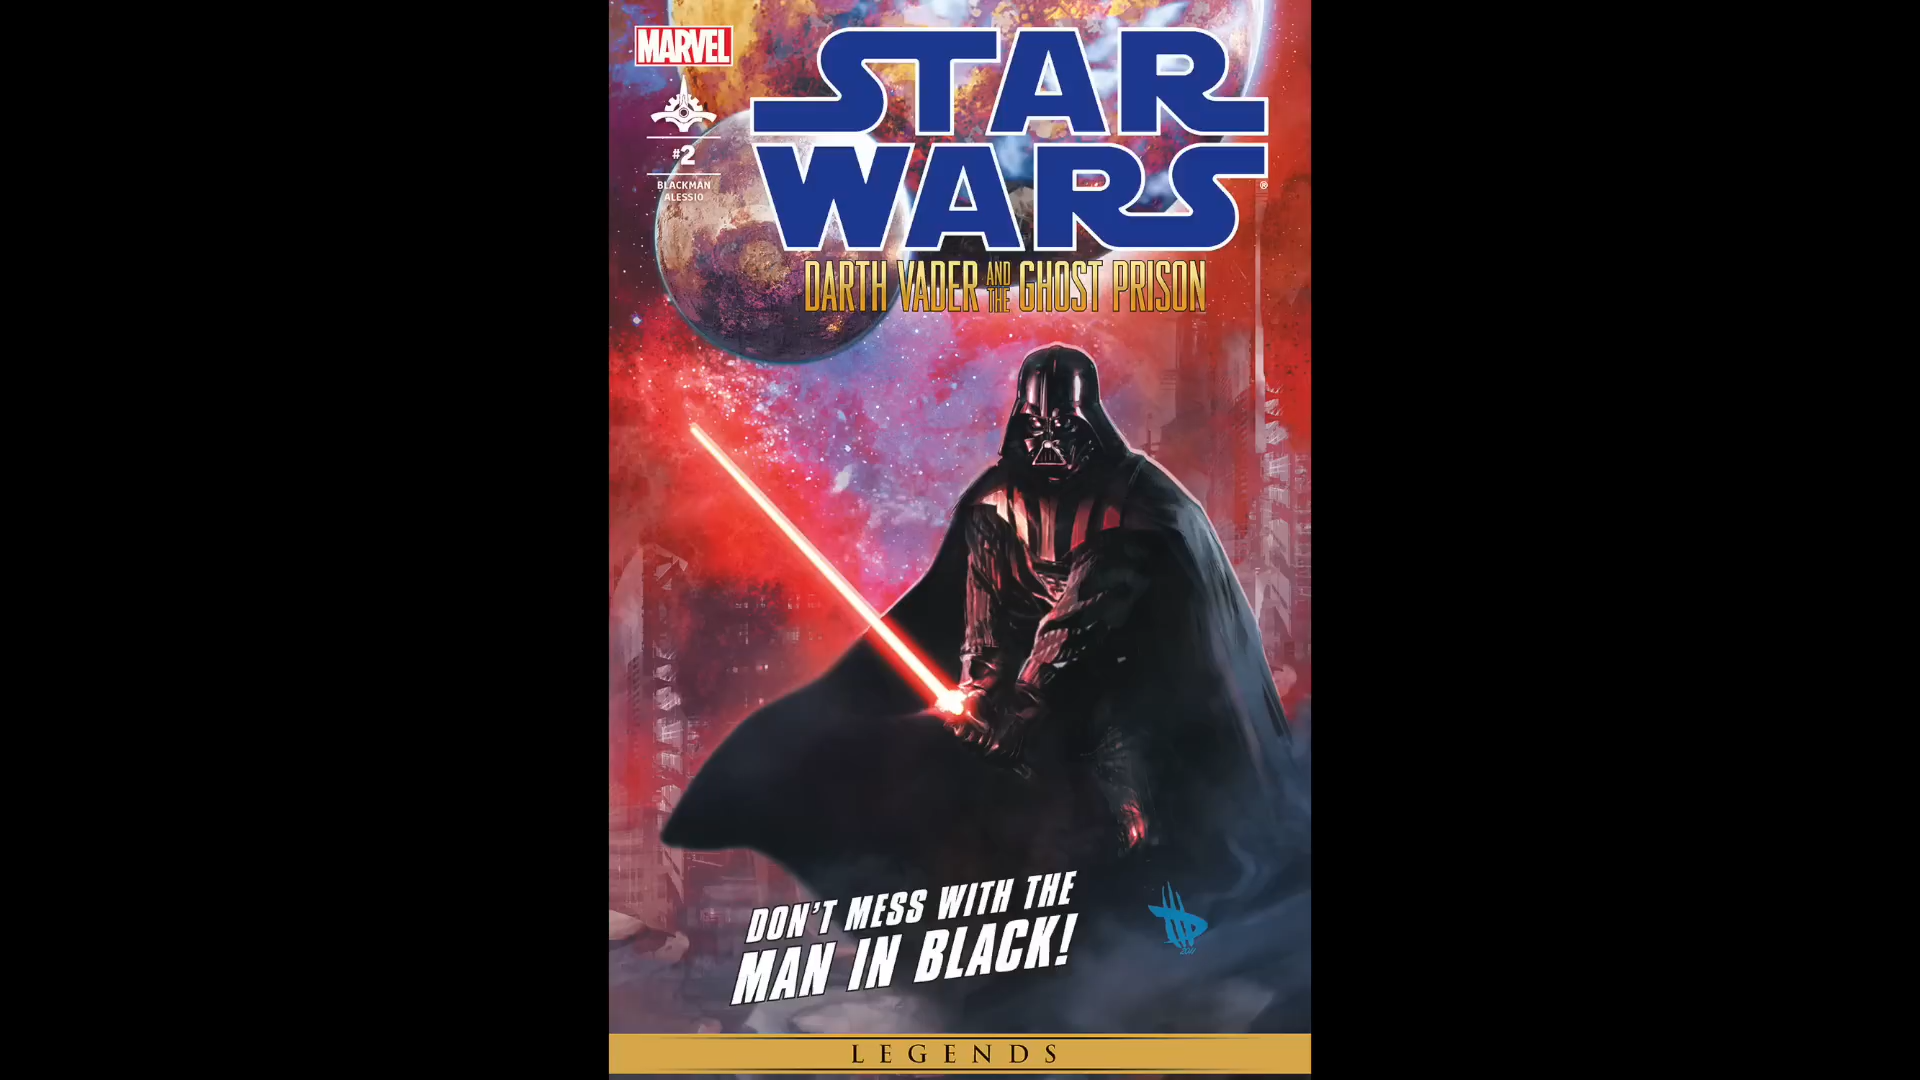 MARVEL
#2
BLACKMAN
ALESSIO
STAR
WARS®
DARTH VADER AND THE GHOST PRISON
DON'T MESS WITH THE
MAN IN BLACK!
LEGENDS